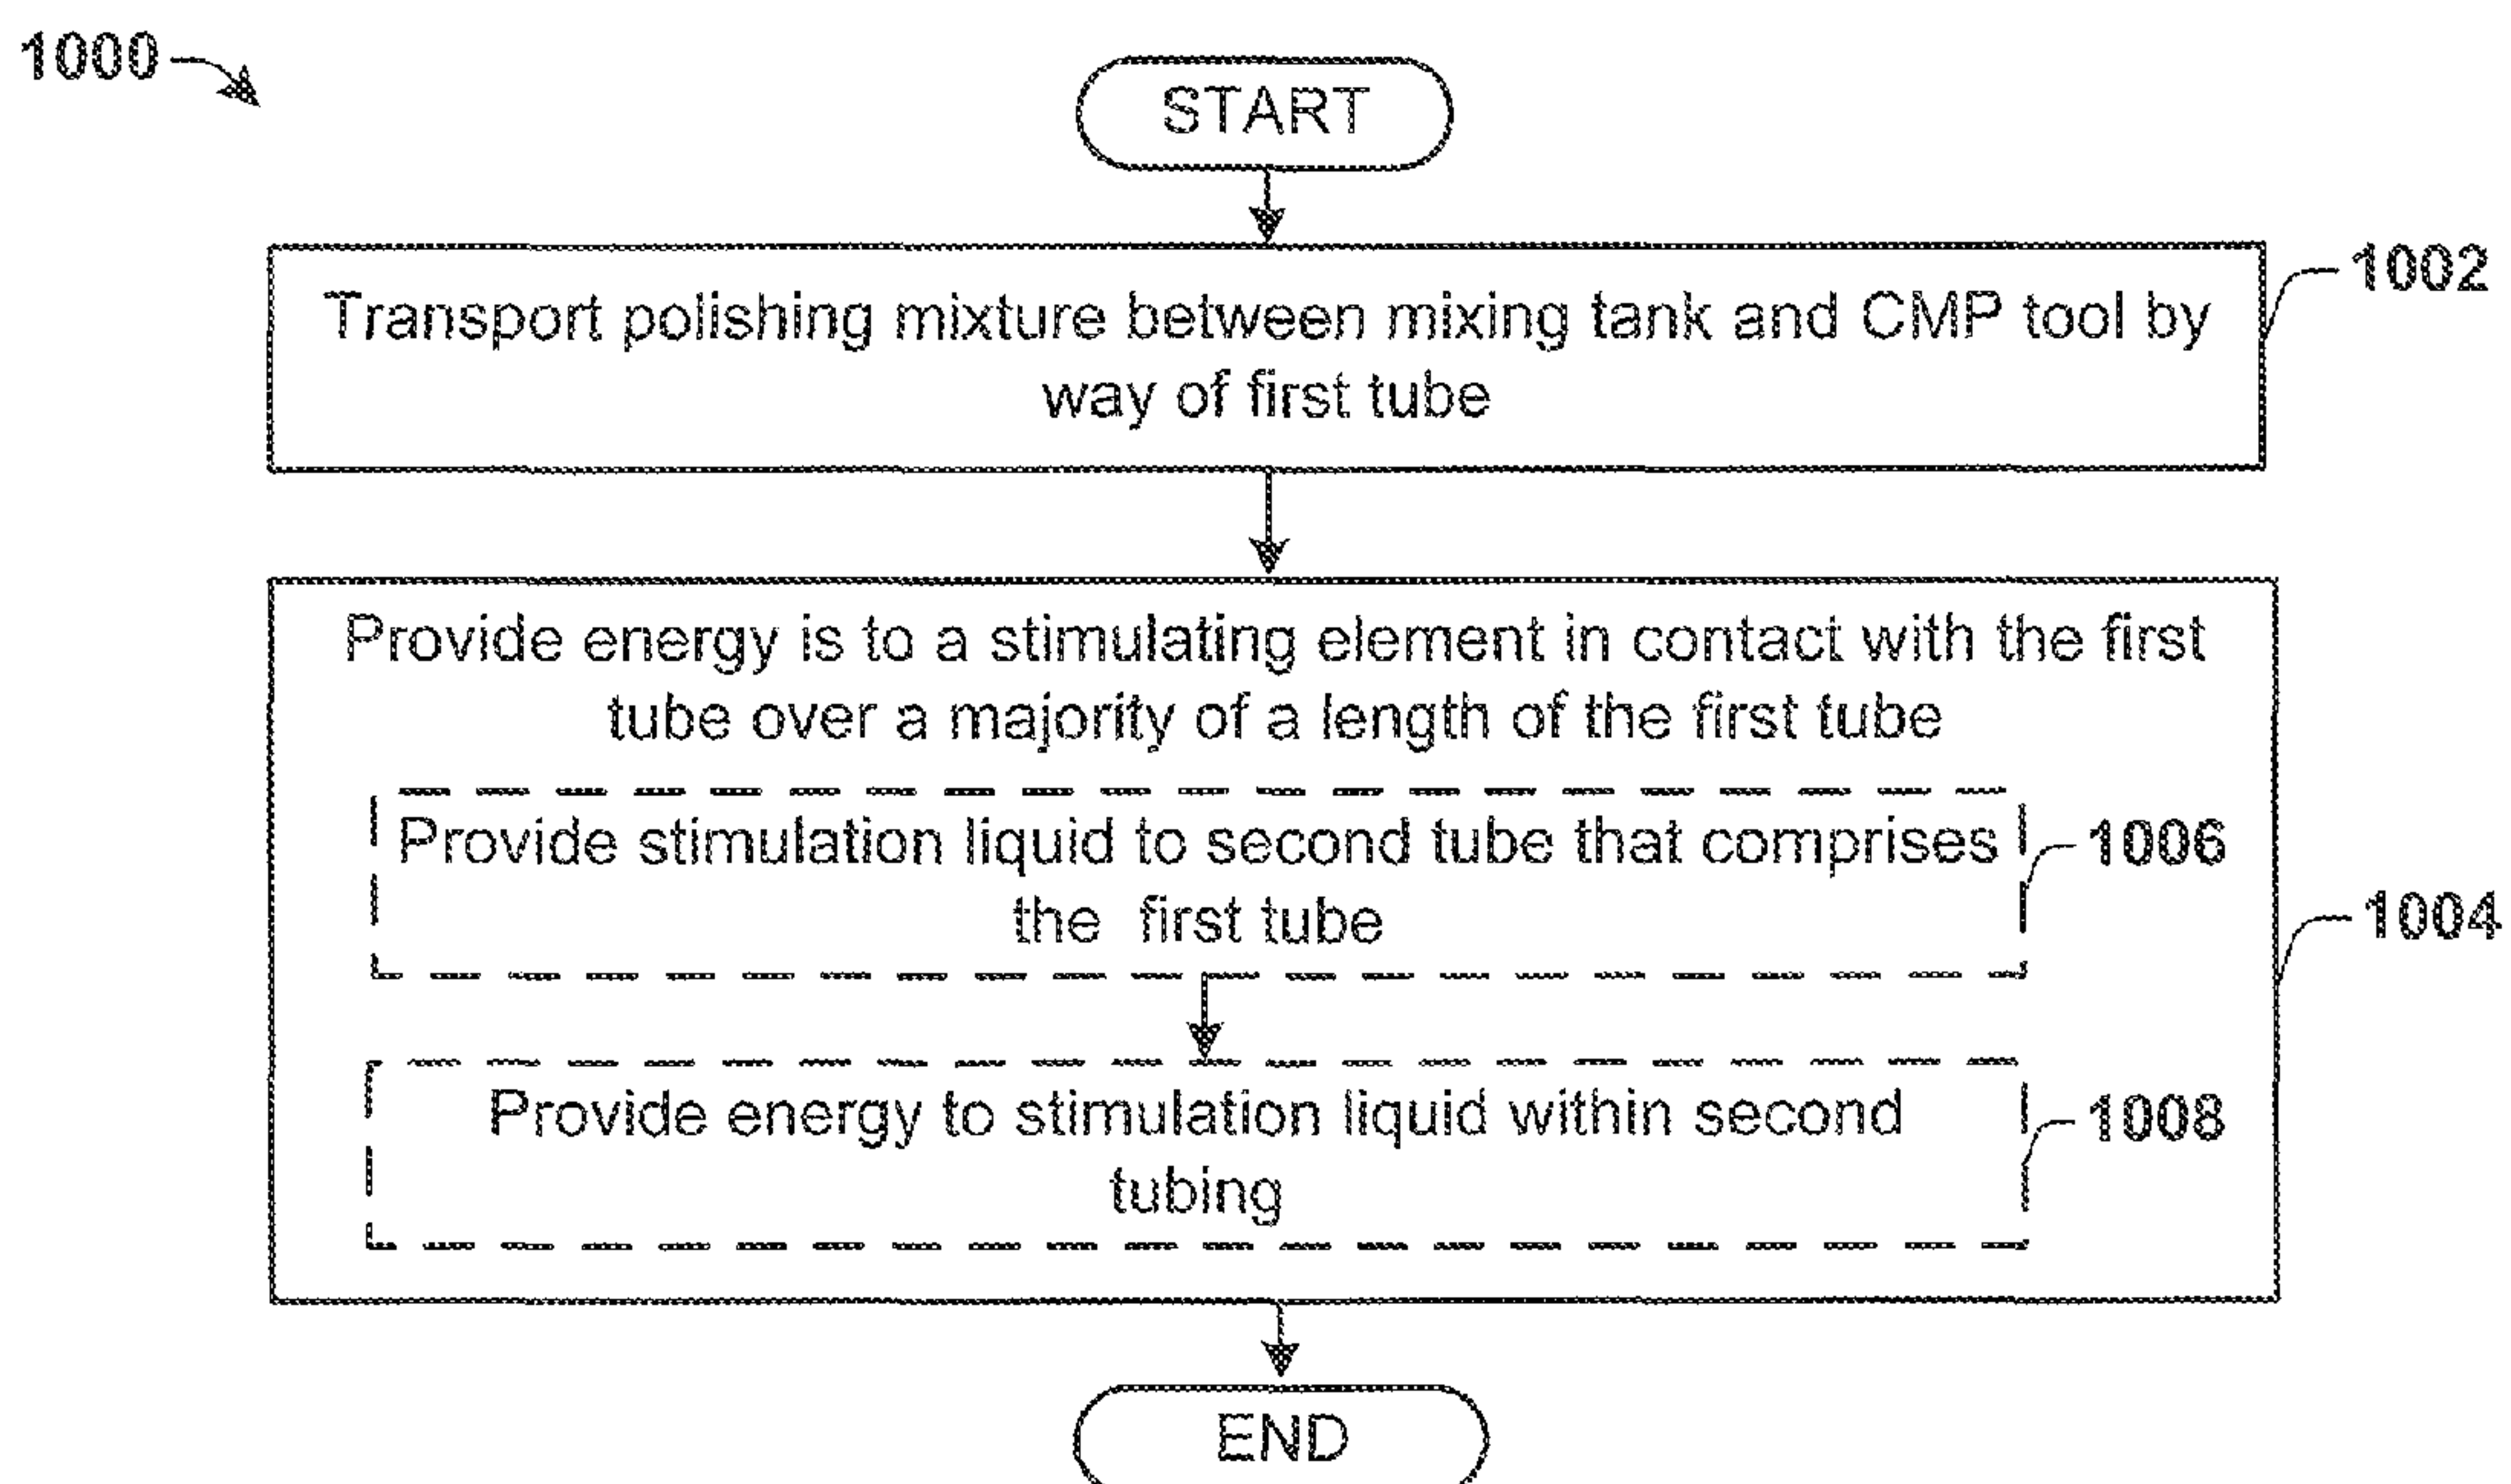 1000
START
Transport polishing mixture between mixing tank and CMP tool by
way of first tube
1002
Provide energy is to a stimulating element in contact with the first
tube over a majority of a length of the first tube
Provide stimulation liquid to second tube that comprises
the first tube
1006
1004
Provide energy to stimulation liquid within second
tubing
1008
END